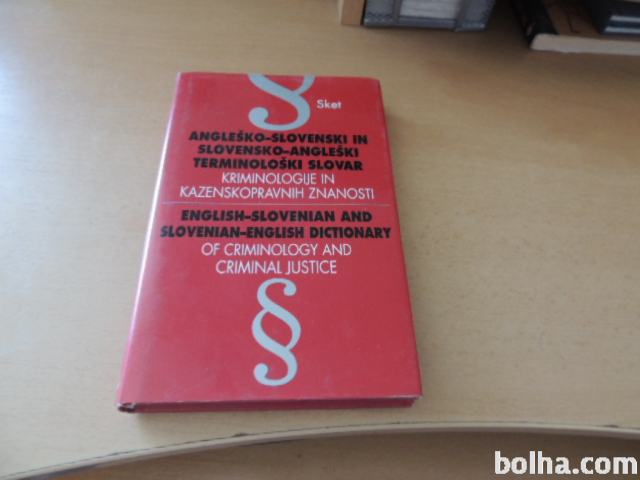 §
Sket
ANGLEŠKO-SLOVENSKI IN
SLOVENSKO-ANGLEŠKI
TERMINOLOŠKI SLOVAR
KRIMINOLOGIJE IN
KAZENSKOPRAVNIH ZNANOSTI
ENGLISH-SLOVENIAN AND
SLOVENIAN-ENGLISH DICTIONARY
OF CRIMINOLOGY AND
CRIMINAL JUSTICE
§
bolha.com